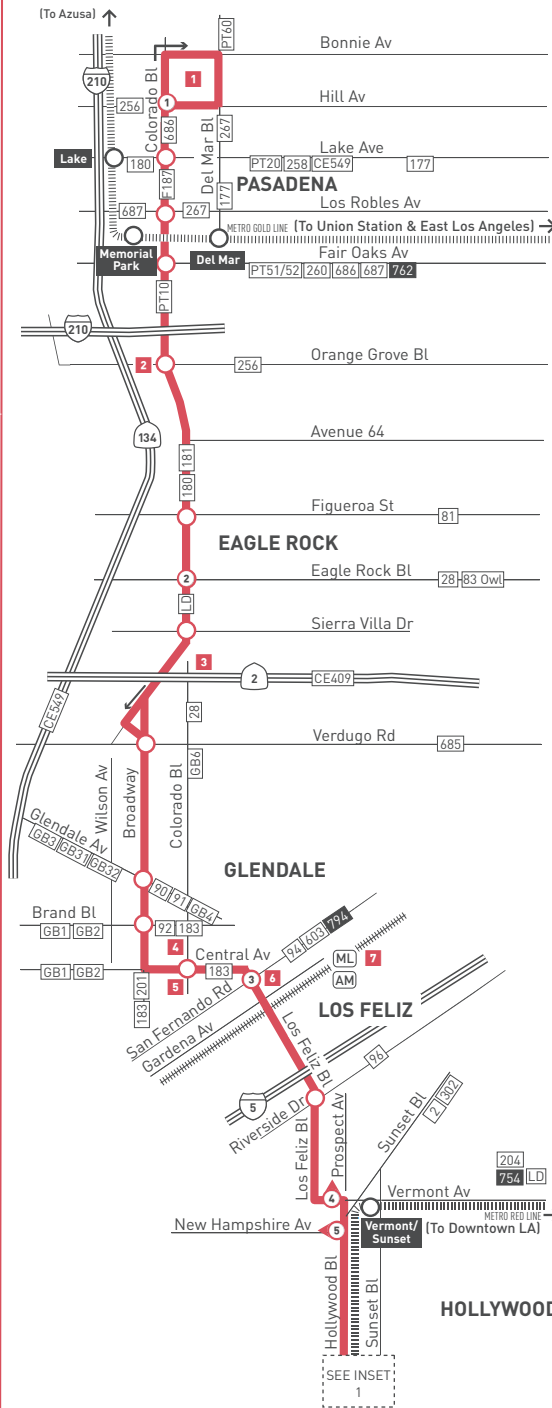 (To Azusa)
PT60
Bonnie Av
210
Colorado Bl
1
256
1
Hill Av
686
Del Mar Bl
267
Lake
180
Lake Ave
PT20 258 CE549 177
F187
PASADENA
177
Los Robles Av
687
267
METRO GOLD LINE (To Union Station & East Los Angeles)
Memorial
Park
Del Mar
Fair Oaks Av
PT51/52 260 686 687 762
PT10
210
2
Orange Grove Bl
256
134
Avenue 64
181
180
Figueroa St
81
EAGLE ROCK
2
Eagle Rock Bl
28 83 Owl
LD
Sierra Villa Dr
3
2
CE409
CE549
28
Verdugo Rd
685
GB6
Wilson Av
Broadway
Colorado Bl
Glendale Av
GB3 GB31 GB32
90 91 GB4
GLENDALE
Brand Bl
GB1 GB2
92 183
4
94 603 794
Central Av
GB1 GB2
183
5
3
6
ML
7
AM
183 201
San Fernando Rd
Gardena Av
LOS FELIZ
Los Feliz Bl
5
96
Riverside Dr
Los Feliz Bl
Prospect Av
Sunset Bl
2 302
204
754 LD
4
Vermont Av
METRO RED LINE
New Hampshire Av
5
Vermont/
Sunset
(To Downtown LA)
Hollywood Bl
Sunset Bl
HOLLYWOOD
SEE INSET
1